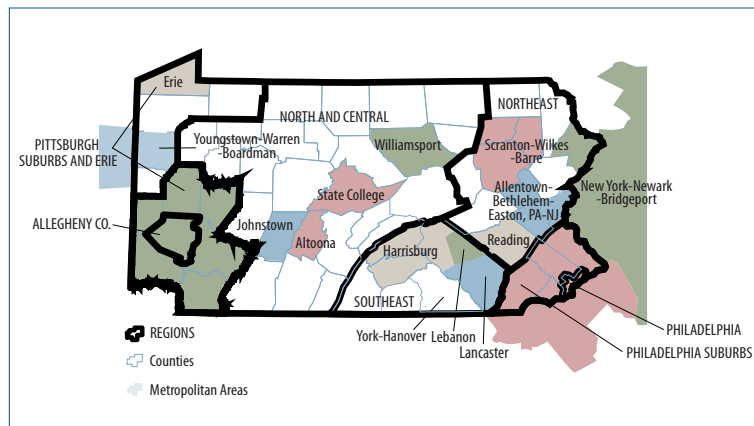 Erie
NORTH AND CENTRAL
NORTHEAST
PITTSBURGH
SUBURBS AND ERIE
Youngstown-Warren
-Boardman
Williamsport
Scranton-Wilkes
-Barre
State College
Allentown-
Bethlehem-
Easton, PA-NJ
New York-Newark
-Bridgeport
ALLEGHENY CO.
Johnstown
Altoona
Harrisburg
Reading
SOUTHEAST
York-Hanover
Lebanon
Lancaster
PHILADELPHIA
PHILADELPHIA SUBURBS
REGIONS
Counties
Metropolitan Areas